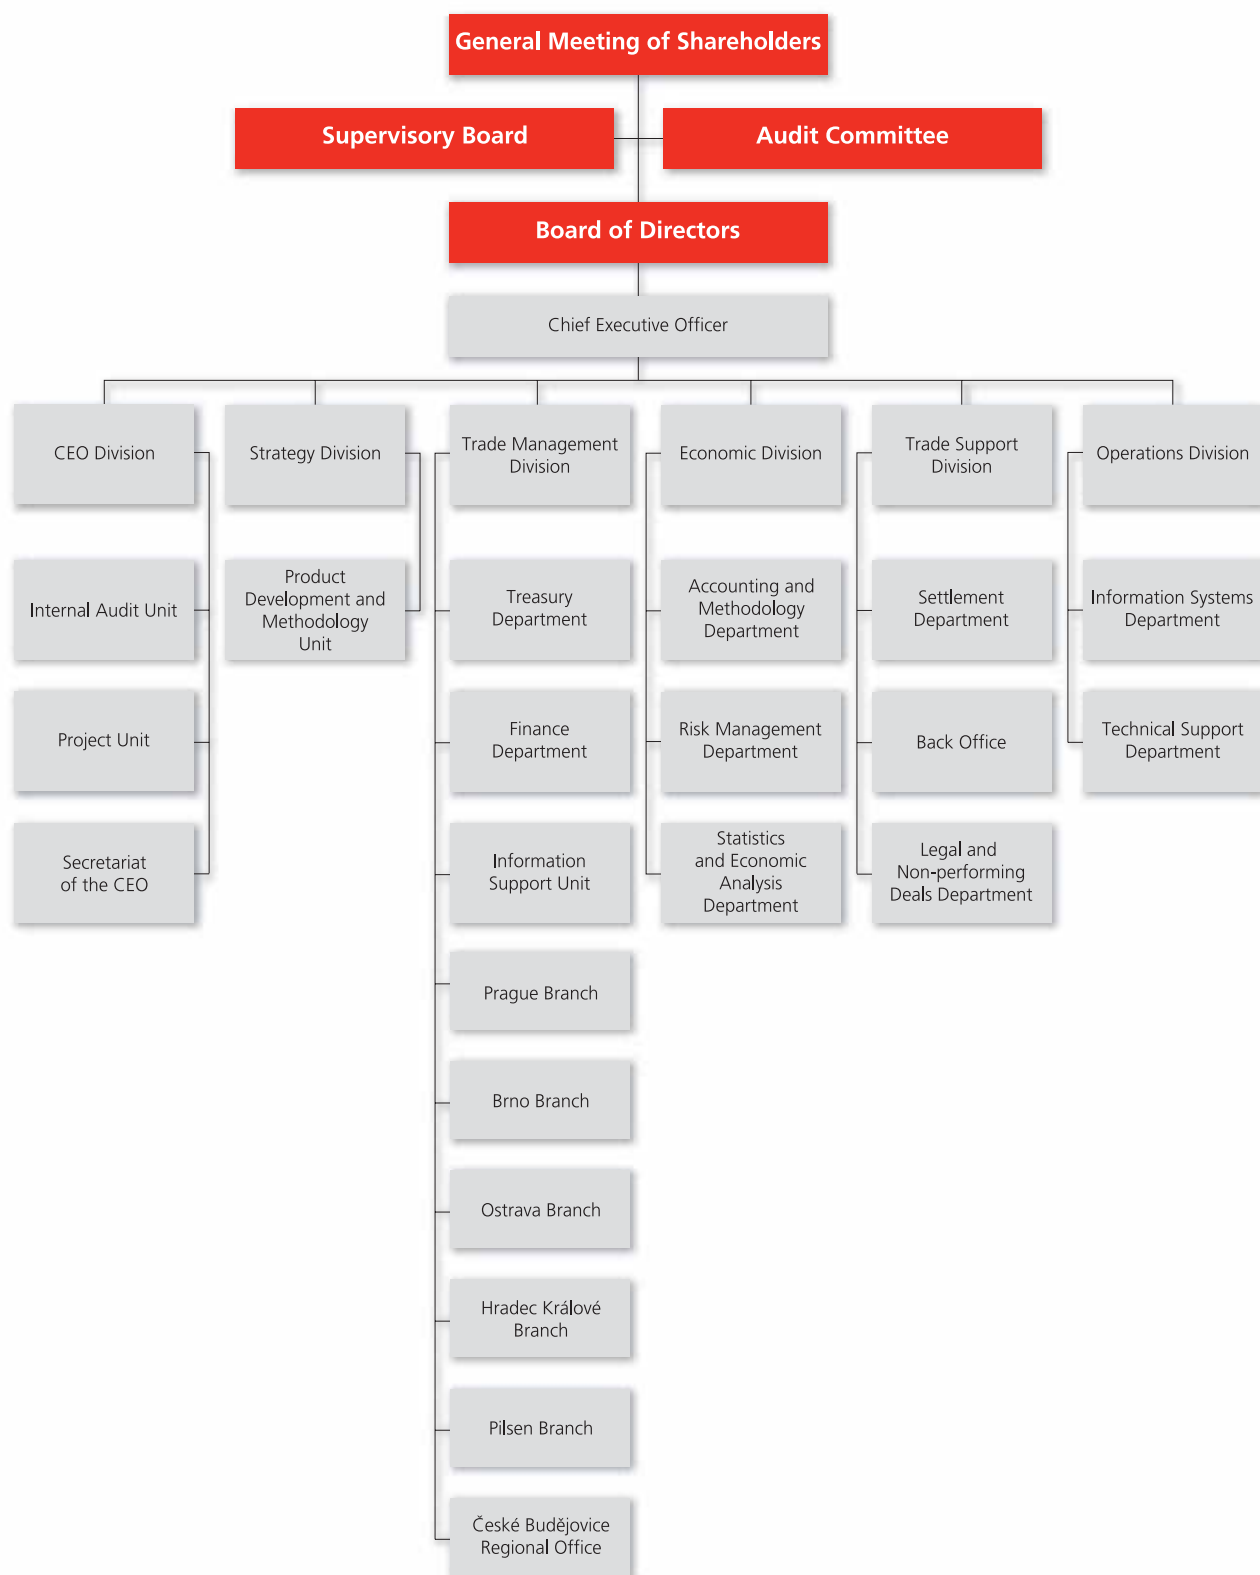 General Meeting of Shareholders
Supervisory Board
Audit Committee
Board of Directors
Chief Executive Officer
CEO Division
Strategy Division
Trade Management
Division
Economic Division
Trade Support
Division
Operations Division
Internal Audit Unit
Product
Development and
Methodology
Unit
Treasury
Department
Accounting and
Methodology
Department
Settlement
Department
Information Systems
Department
Project Unit
Finance
Department
Risk Management
Department
Back Office
Technical Support
Department
Secretariat
of the CEO
Information
Support Unit
Statistics
and Economic
Analysis
Department
Legal and
Non-performing
Deals Department
Prague Branch
Brno Branch
Ostrava Branch
Hradec Králové
Branch
Pilsen Branch
České Budějovice
Regional Office